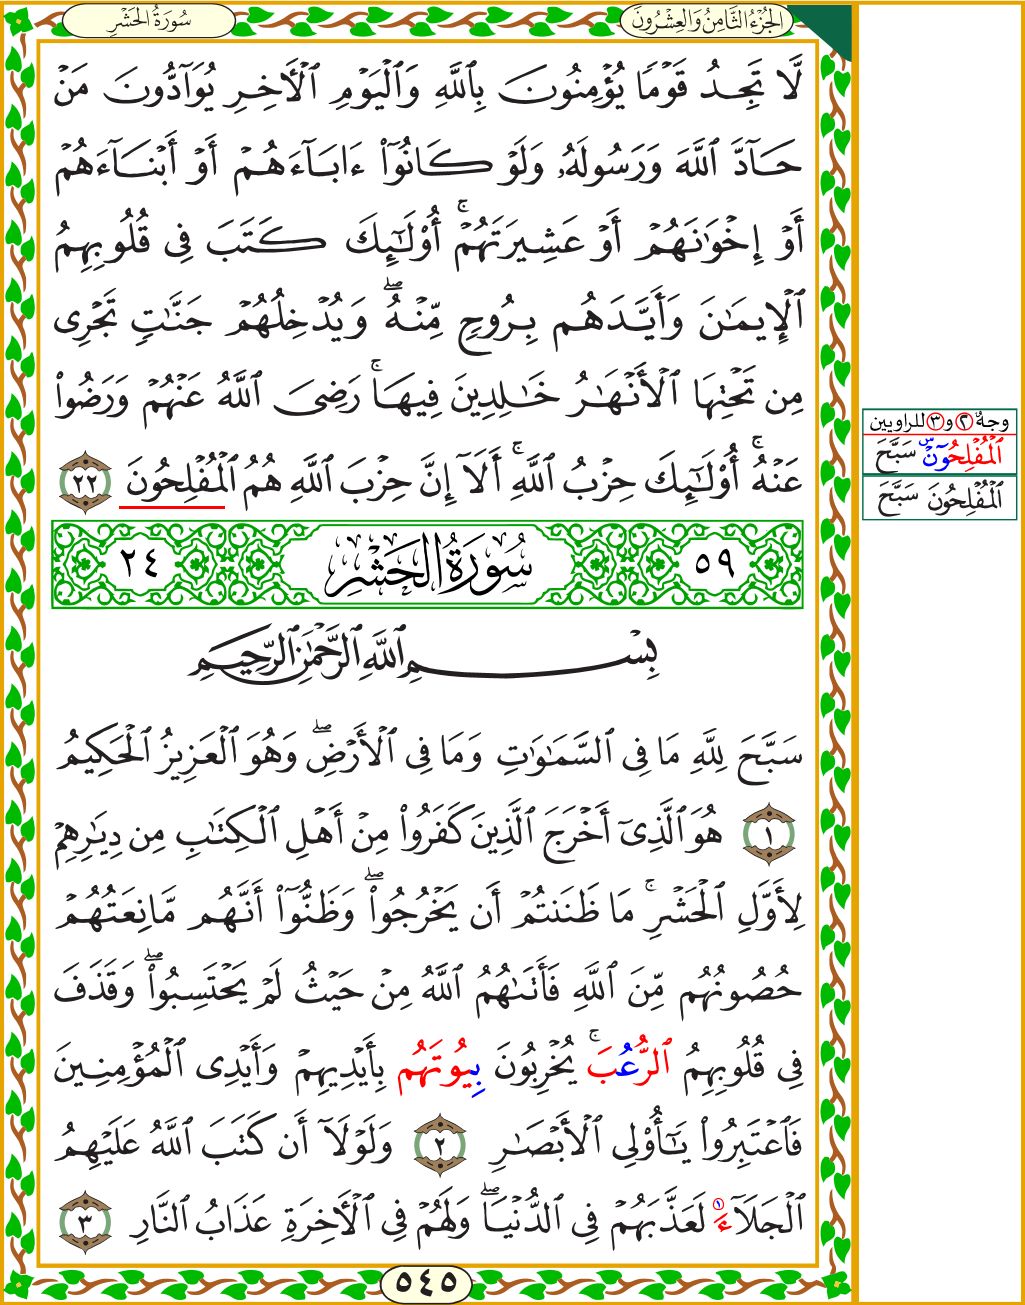 الجُزْءُ الثَّامِنُ وَالعِشْرُونَ
سُورَةُ الحَشْرِ
لَّا تَجِدُ قَوْمًا يُؤْمِنُونَ بِٱللَّهِ وَٱلْيَوْمِ ٱلْأَخِرِ يُوَآدُّونَ مَنْ
حَآدَّ ٱللَّهَ وَرَسُولَهُۥ وَلَوْ كَانُوٓا۟ ءَابَآءَهُمْ أَوْ أَبْنَآءَهُمْ
أَوْ إِخْوَٰنَهُمْ أَوْ عَشِيرَتَهُمْ ۚ أُو۟لَٰٓئِكَ كَتَبَ فِى قُلُوبِهِمُ
ٱلْإِيمَٰنَ وَأَيَّدَهُم بِرُوحٍ مِّنْهُ ۖ وَيُدْخِلُهُمْ جَنَّٰتٍ تَجْرِى
مِن تَحْتِهَا ٱلْأَنْهَٰرُ خَٰلِدِينَ فِيهَا ۚ رَضِىَ ٱللَّهُ عَنْهُمْ وَرَضُوا۟
عَنْهُ ۚ أُو۟لَٰٓئِكَ حِزْبُ ٱللَّهِ ۚ أَلَآ إِنَّ حِزْبَ ٱللَّهِ هُمُ ٱلْمُفْلِحُونَ ٢٢
٥٩ سُورَةُ الحَشْرِ ٢٤
بِسْمِ ٱللَّهِ ٱلرَّحْمَٰنِ ٱلرَّحِيمِ
سَبَّحَ لِلَّهِ مَا فِى ٱلسَّمَٰوَٰتِ وَمَا فِى ٱلْأَرْضِ ۖ وَهُوَ ٱلْعَزِيزُ ٱلْحَكِيمُ
١ هُوَ ٱلَّذِىٓ أَخْرَجَ ٱلَّذِينَ كَفَرُوا۟ مِنْ أَهْلِ ٱلْكِتَٰبِ مِن دِيَٰرِهِمْ
لِأَوَّلِ ٱلْحَشْرِ ۚ مَا ظَنَنتُمْ أَن يَخْرُجُوا۟ ۖ وَظَنُّوٓا۟ أَنَّهُم مَّانِعَتُهُمْ
حُصُونُهُم مِّنَ ٱللَّهِ فَأَتَىٰهُمُ ٱللَّهُ مِنْ حَيْثُ لَمْ يَحْتَسِبُوا۟ ۖ وَقَذَفَ
فِى قُلُوبِهِمُ ٱلرُّعُبَ ۚ يُخْرِبُونَ بِيُوتَهُم بِأَيْدِيهِمْ وَأَيْدِى ٱلْمُؤْمِنِينَ
فَٱعْتَبِرُوا۟ يَٰٓأُو۟لِى ٱلْأَبْصَٰرِ ٢ وَلَوْلَآ أَن كَتَبَ ٱللَّهُ عَلَيْهِمُ
ٱلْجَلَآءَ ١ لَعَذَّبَهُمْ فِى ٱلدُّنْيَا ۖ وَلَهُمْ فِى ٱلْأَخِرَةِ عَذَابُ ٱلنَّارِ ٣
٥٤٥
وجهٌ ٢ و ٣ للراويين
ٱلْمُفْلِحُونَۜ سَبَّحَ
ٱلْمُفْلِحُونَ سَبَّحَ